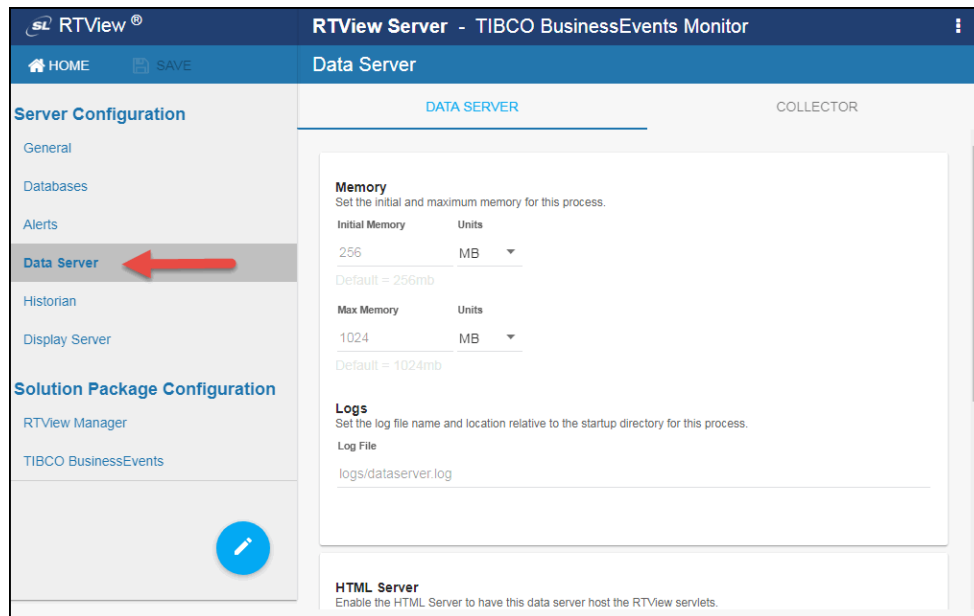 SL RTView ®
RTView Server - TIBCO BusinessEvents Monitor
HOME
SAVE
Data Server
Server Configuration
General
Databases
Alerts
Data Server
Historian
Display Server
Solution Package Configuration
RTView Manager
TIBCO BusinessEvents
DATA SERVER
COLLECTOR
Memory
Set the initial and maximum memory for this process.
Initial Memory Units
256 MB
Default = 256mb
Max Memory Units
1024 MB
Default = 1024mb
Logs
Set the log file name and location relative to the startup directory for this process.
Log File
logs/dataserver.log
HTML Server
Enable the HTML Server to have this data server host the RTView servlets.